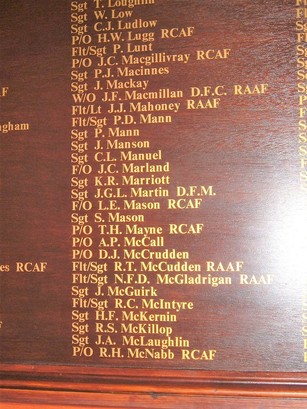 Sgt T. Loughlin
Sgt W. Low
Sgt C.J. Ludlow
P/O H.W. Lugg RCAF
Flt/Sgt P. Lunt
P/O J.C. Macgillivray RCAF
Sgt P.J. Macinnes
Sgt J. Mackay
W/O J.F. Macmillan D.F.C. RAAF
Flt/Lt J.J. Mahoney RAAF
Flt/Sgt P.D. Mann
Sgt P. Mann
Sgt J. Manson
Sgt C.L. Manuel
F/O J.C. Marland
Sgt K.R. Marriott
Sgt J.G.L. Martin D.F.M.
F/O L.E. Mason RCAF
Sgt S. Mason
P/O T.H. Mayne RCAF
P/O A.P. McCall
P/O D.J. McCrudden
Flt/Sgt R.T. McCudden RAAF
Flt/Sgt N.F.D. McGladrigan RAAF
Sgt J. McGuirk
Flt/Sgt R.C. McIntyre
Sgt H.F. McKernin
Sgt R.S. McKillop
Sgt J.A. McLaughlin
P/O R.H. McNabb RCAF